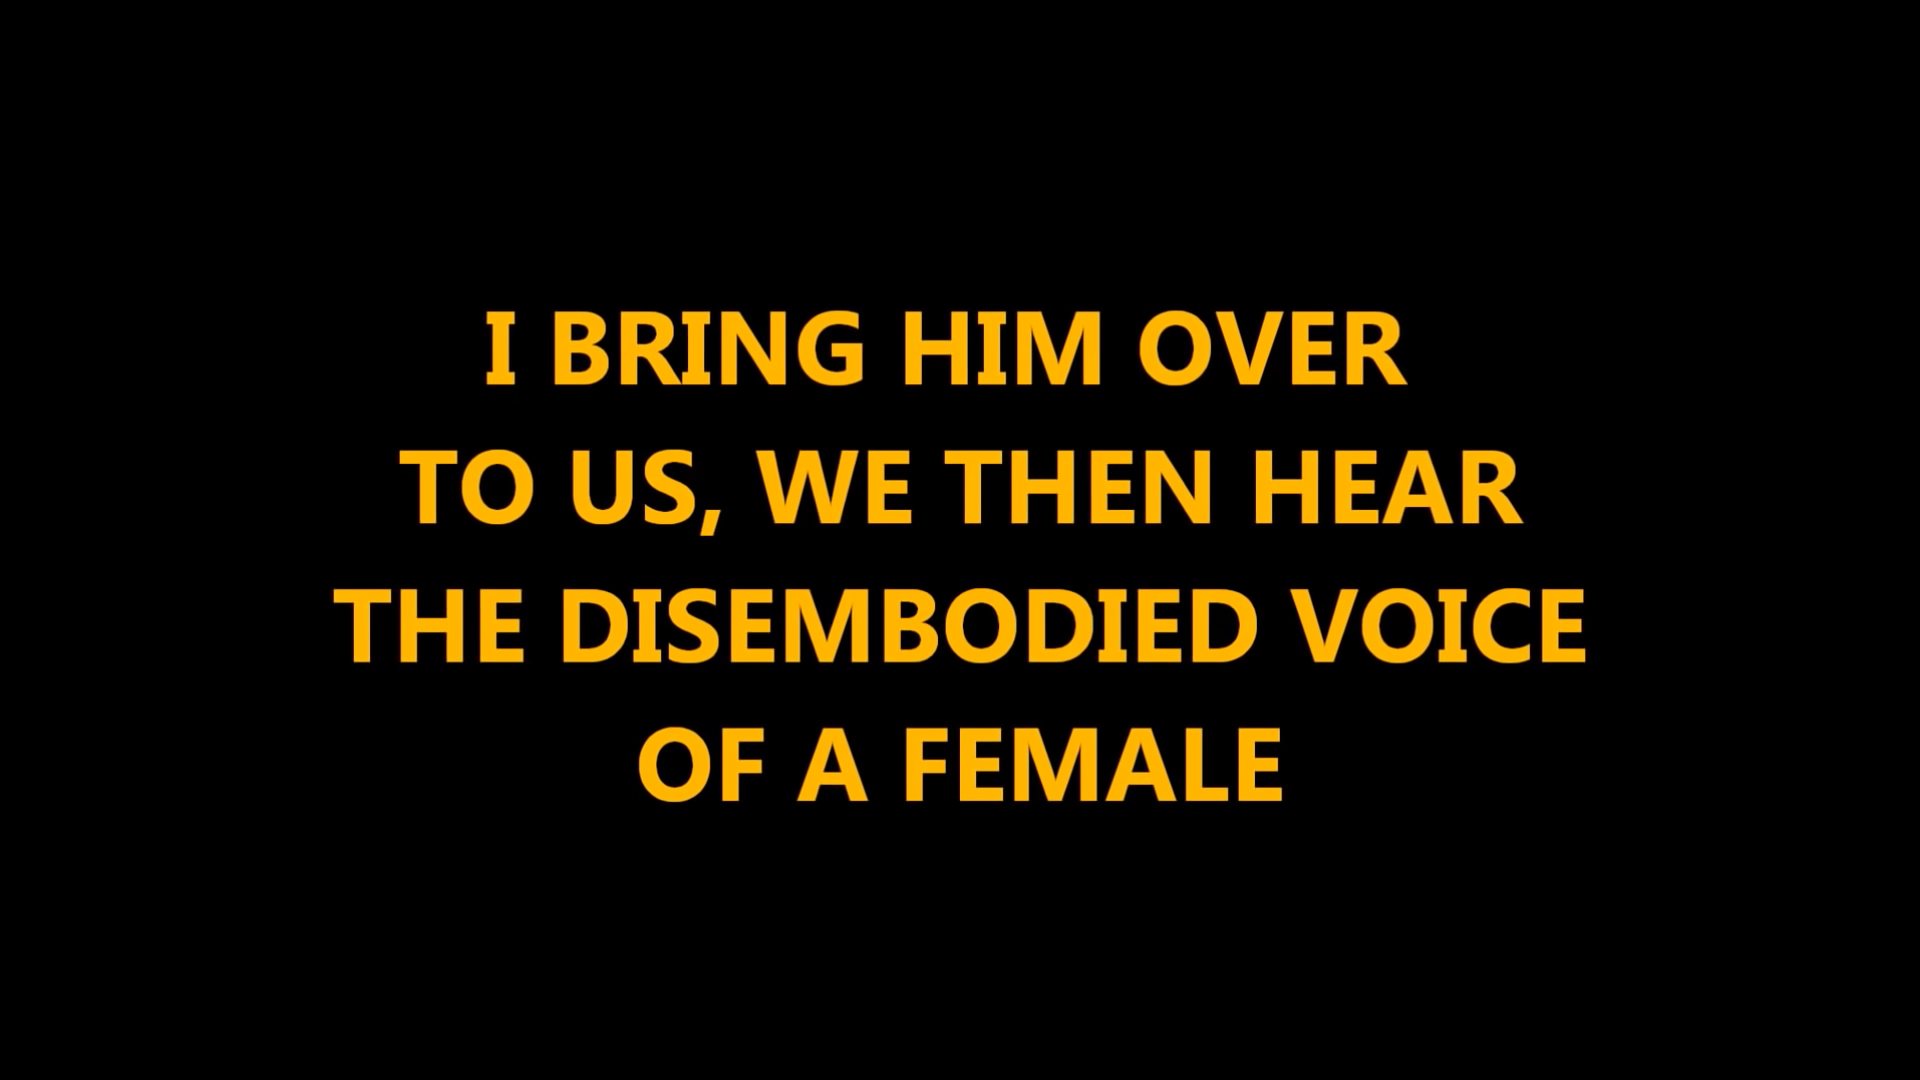 I BRING HIM OVER
TO US, WE THEN HEAR
THE DISEMBODIED VOICE
OF A FEMALE